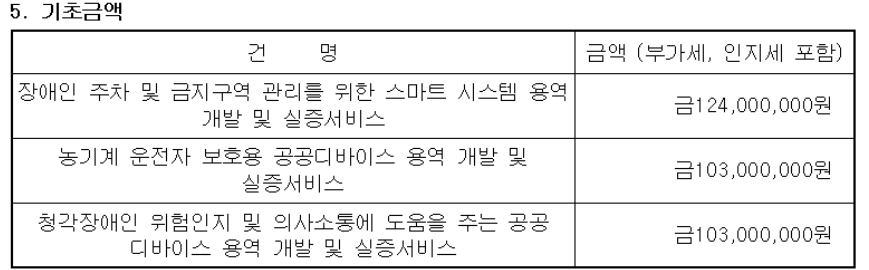 5. 기초금액
건 명
금액 (부가세, 인지세 포함)
장애인 주차 및 금지구역 관리를 위한 스마트 시스템 용역
개발 및 실증서비스
금124,000,000원
농기계 운전자 보호용 공공디바이스 용역 개발 및
실증서비스
금103,000,000원
청각장애인 위험인지 및 의사소통에 도움을 주는 공공
디바이스 용역 개발 및 실증서비스
금103,000,000원